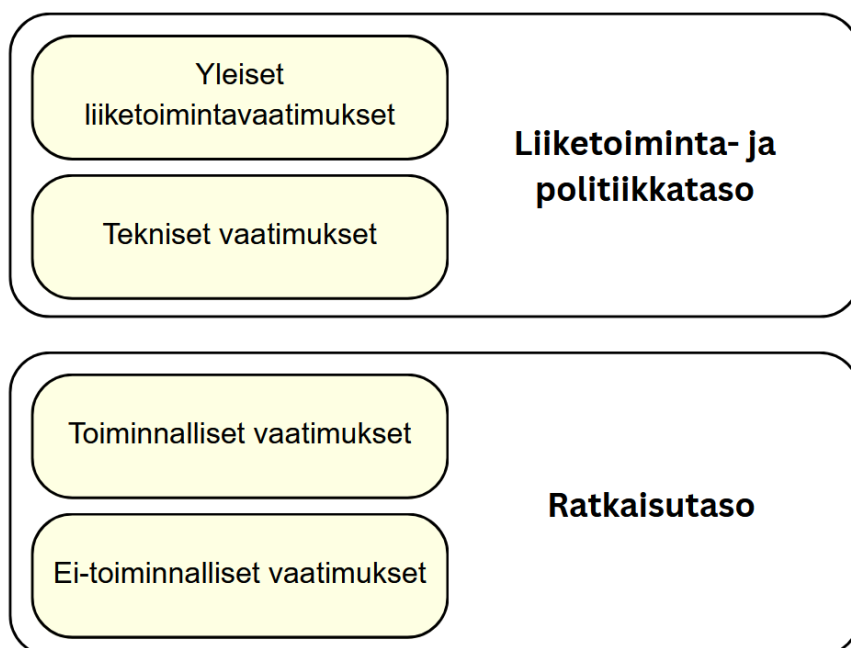 Yleiset
liiketoimintavaatimukset
Liiketoiminta- ja
politiikkataso
Tekniset vaatimukset
Toiminnalliset vaatimukset
Ratkaisutaso
Ei-toiminnalliset vaatimukset